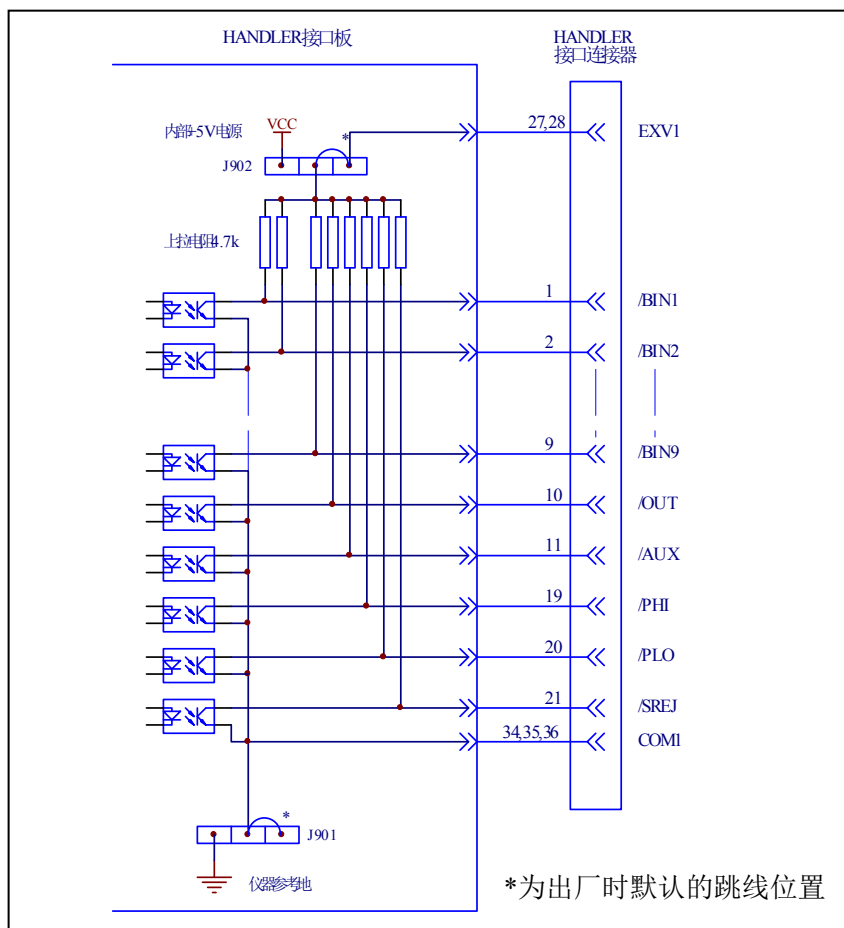 HANDLER接口板
HANDLER
接口连接器
内部+5V电源
VCC
*
27,28
EXV1
J902
上拉电阻4.7k
1
/BIN1
2
/BIN2
9
/BIN9
10
/OUT
11
/AUX
19
/PHI
20
/PLO
21
/SREJ
34,35,36
COM1
*
J901
仪器参考地
*为出厂时默认的跳线位置